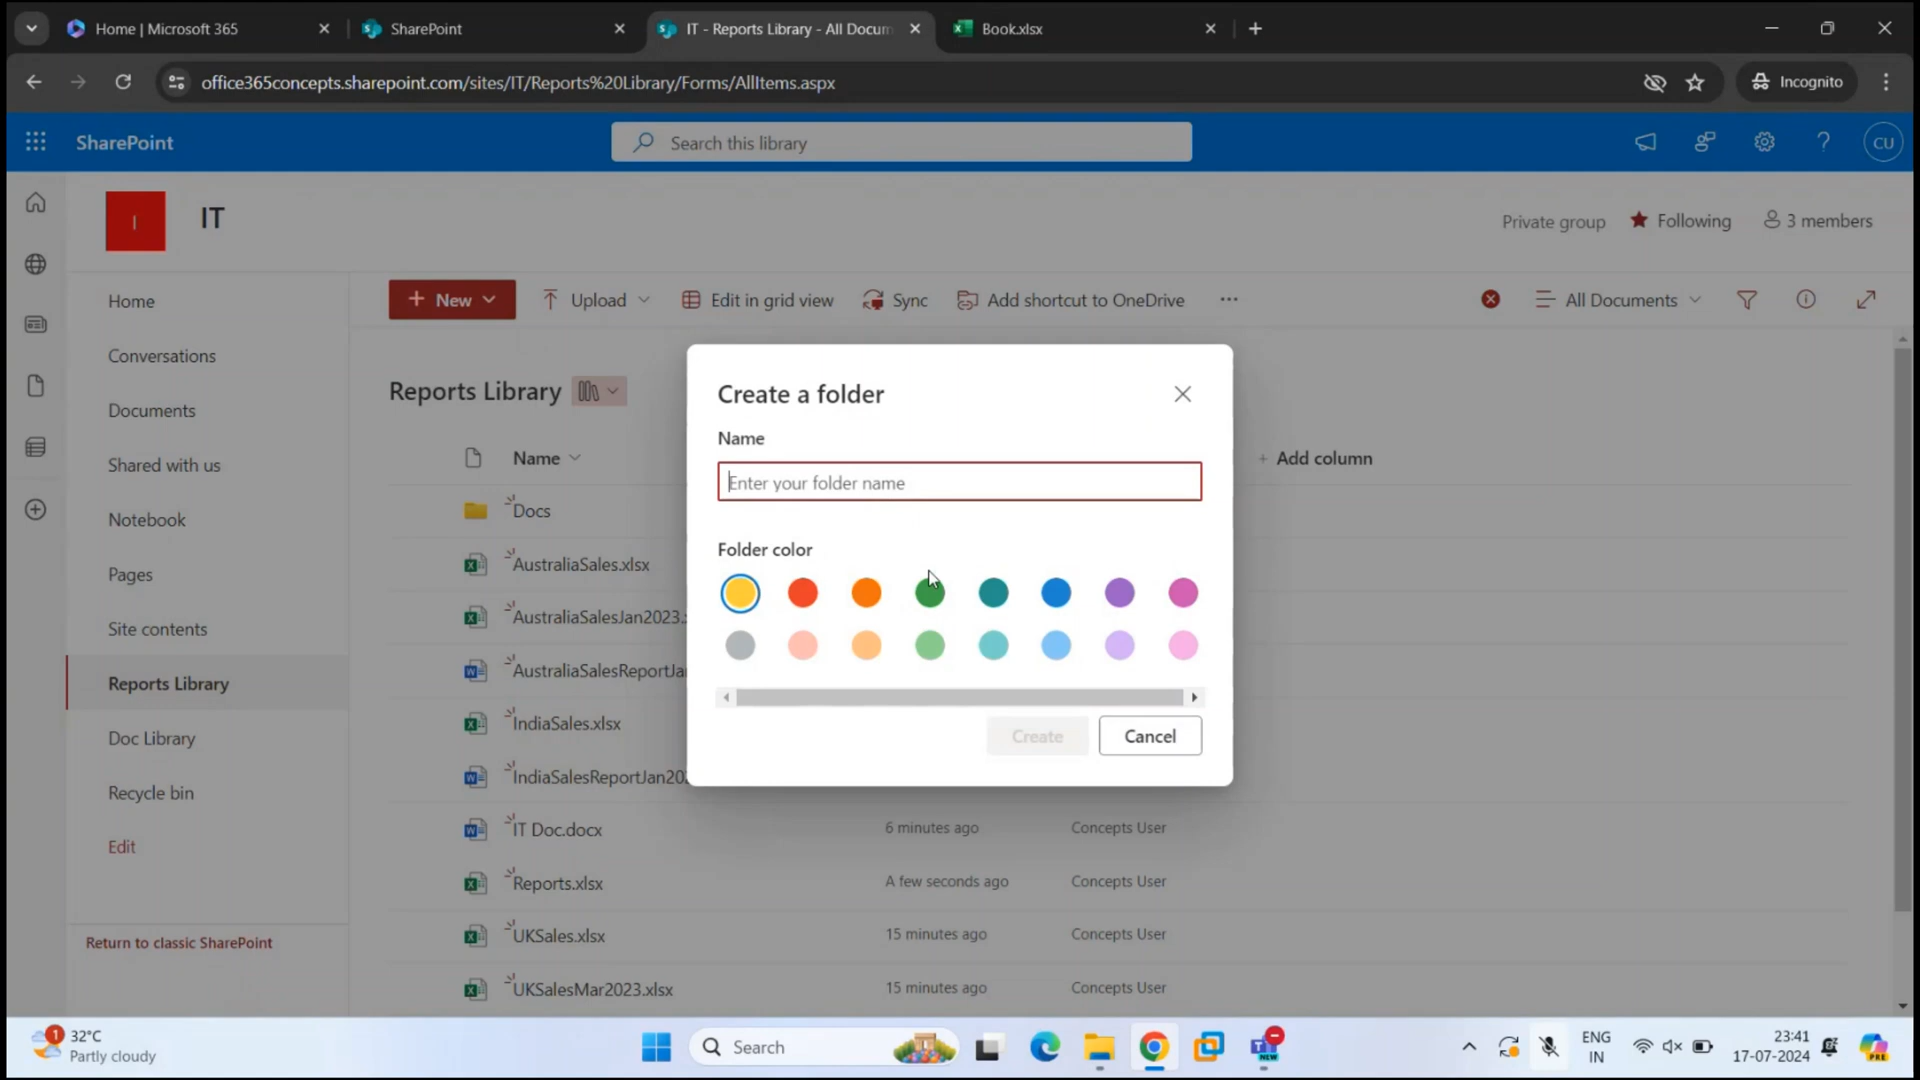 Home | Microsoft 365
SharePoint
IT - Reports Library - All Docum
Book.xlsx
office365concepts.sharepoint.com/sites/IT/Reports%20Library/Forms/AllItems.aspx
Incognito
SharePoint
Search this library
CU
I
IT
Private group
Following
3 members
Home
Conversations
Documents
Shared with us
Notebook
Pages
Site contents
Reports Library
Doc Library
Recycle bin
Edit
Return to classic SharePoint
New
Upload
Edit in grid view
Sync
Add shortcut to OneDrive
All Documents
Reports Library
Name
Add column
Docs
AustraliaSales.xlsx
AustraliaSalesJan2023.x
AustraliaSalesReportJa
IndiaSales.xlsx
IndiaSalesReportJan20
IT Doc.docx 6 minutes ago Concepts User
Reports.xlsx A few seconds ago Concepts User
UKSales.xlsx 15 minutes ago Concepts User
UKSalesMar2023.xlsx 15 minutes ago Concepts User
Create a folder
Name
Enter your folder name
Folder color
Create
Cancel
1
32°C
Partly cloudy
Search
NEW
ENG
IN
23:41
17-07-2024
PRE